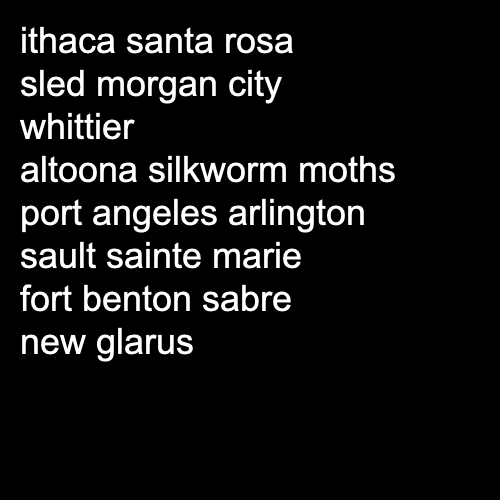 ithaca santa rosa
sled morgan city
whittier
altoona silkworm moths
port angeles arlington
sault sainte marie
fort benton sabre
new glarus